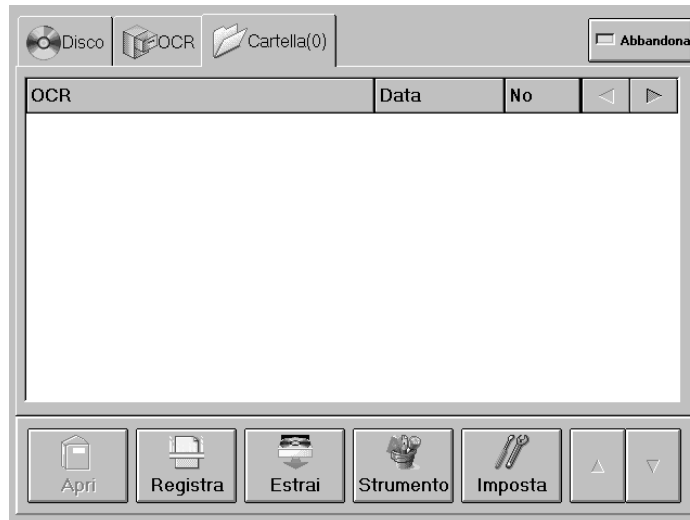 Disco OCR Cartella(0) Abbandona
OCR Data No
Apri Registra Estrai Strumento Imposta